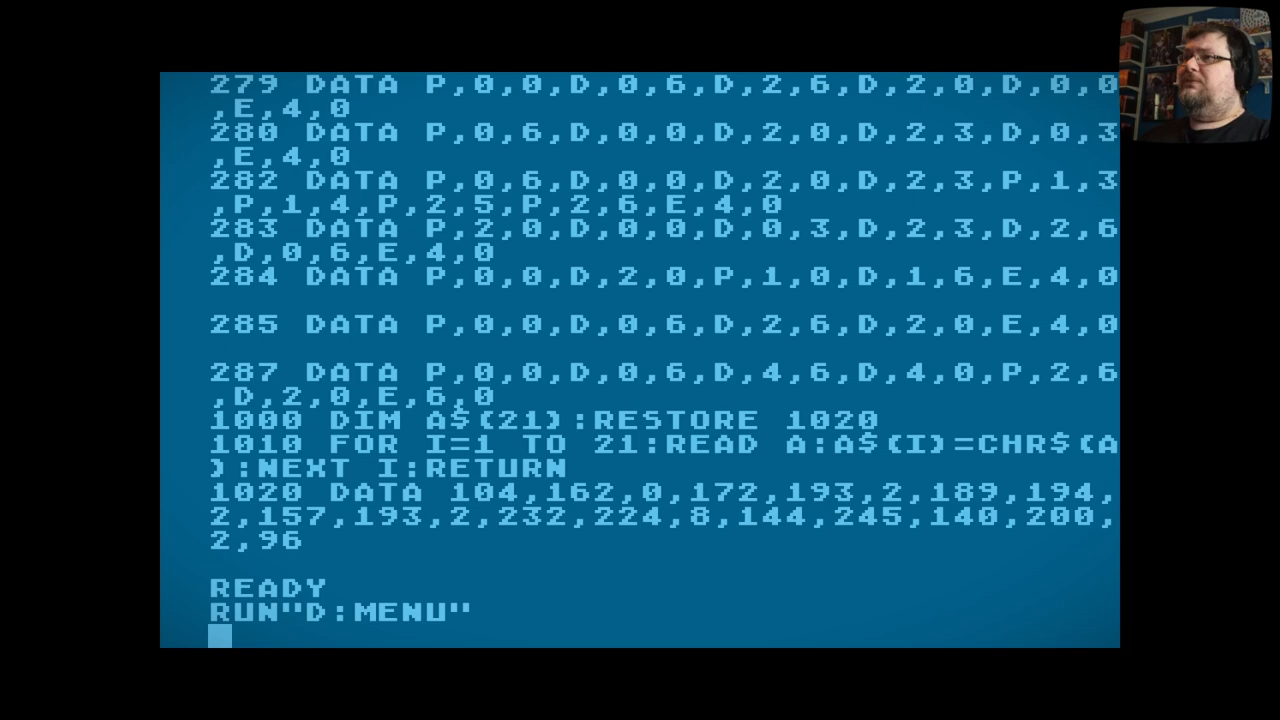 279 DATA P,0,0,D,0,6,D,2,6,D,2,0,D,0,0
,E,4,0
280 DATA P,0,6,D,0,0,D,2,0,D,2,3,D,0,3
,E,4,0
282 DATA P,0,6,D,0,0,D,2,0,D,2,3,P,1,3
,P,1,4,P,2,5,P,2,6,E,4,0
283 DATA P,2,0,D,0,0,D,0,3,D,2,3,D,2,6
,D,0,6,E,4,0
284 DATA P,0,0,D,2,0,P,1,0,D,1,6,E,4,0
285 DATA P,0,0,D,0,6,D,2,6,D,2,0,E,4,0
287 DATA P,0,0,D,0,6,D,4,6,D,4,0,P,2,6
,D,2,0,E,6,0
1000 DIM A$(21):RESTORE 1020
1010 FOR I=1 TO 21:READ A:A$(I)=CHR$(A
):NEXT I:RETURN
1020 DATA 104,162,0,172,193,2,189,194,
2,157,193,2,232,224,8,144,245,140,200,
2,96
READY
RUN"D:MENU"